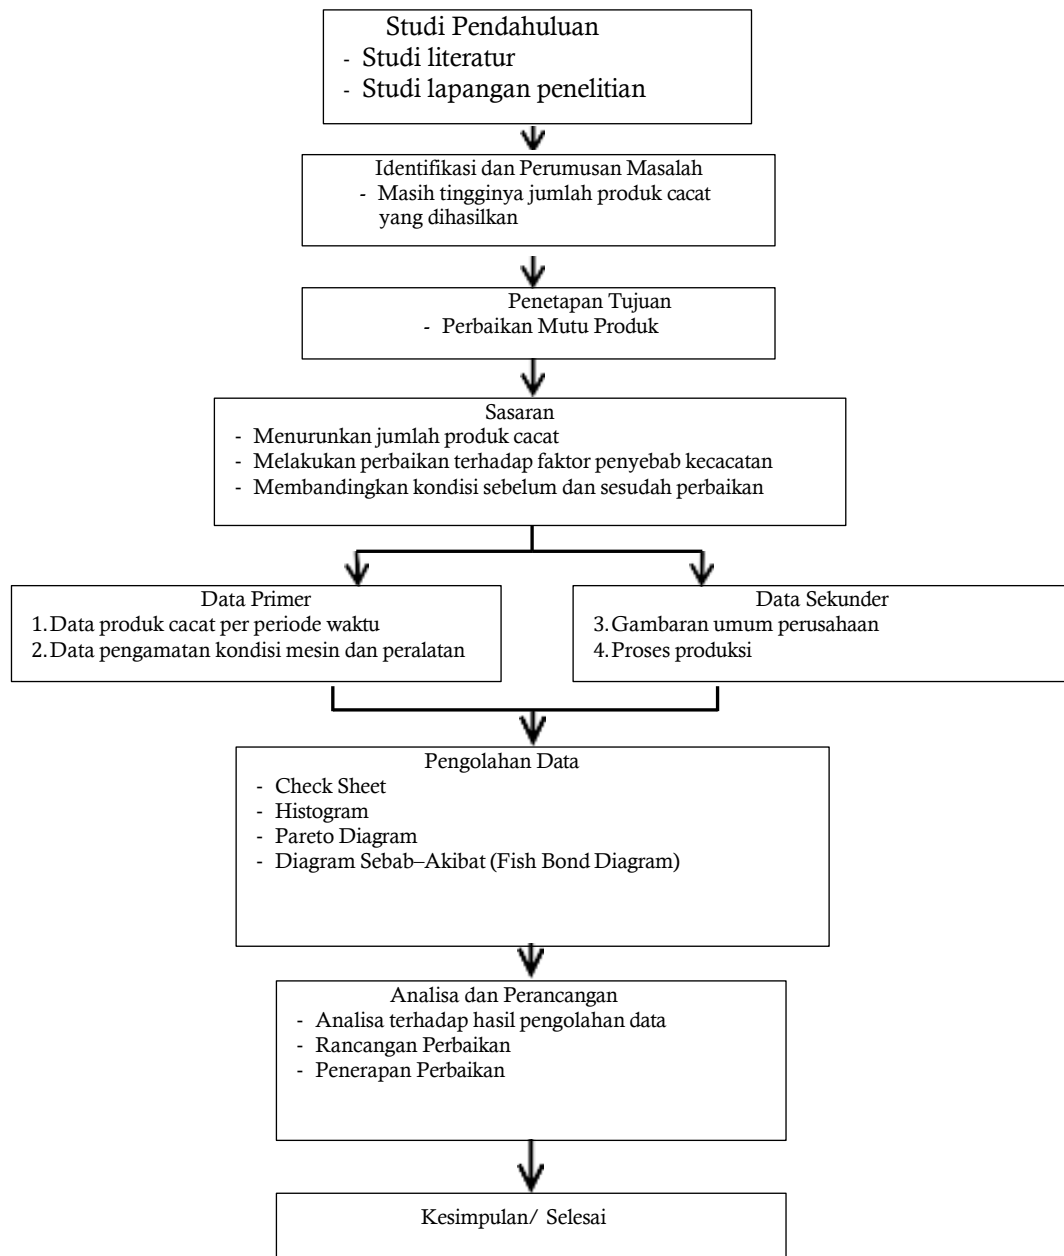 Studi Pendahuluan
- Studi literatur
- Studi lapangan penelitian
Identifikasi dan Perumusan Masalah
- Masih tingginya jumlah produk cacat
yang dihasilkan
Penetapan Tujuan
- Perbaikan Mutu Produk
Sasaran
- Menurunkan jumlah produk cacat
- Melakukan perbaikan terhadap faktor penyebab kecacatan
- Membandingkan kondisi sebelum dan sesudah perbaikan
Data Primer
1. Data produk cacat per periode waktu
2. Data pengamatan kondisi mesin dan peralatan
Data Sekunder
3. Gambaran umum perusahaan
4. Proses produksi
Pengolahan Data
- Check Sheet
- Histogram
- Pareto Diagram
- Diagram Sebab–Akibat (Fish Bond Diagram)
Analisa dan Perancangan
- Analisa terhadap hasil pengolahan data
- Rancangan Perbaikan
- Penerapan Perbaikan
Kesimpulan/ Selesai